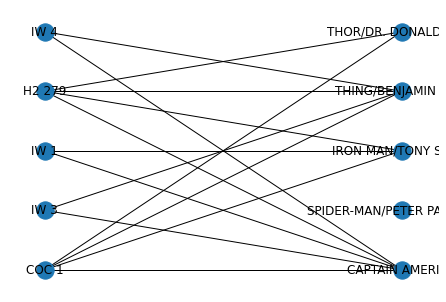 IW 4
THOR/DR. DONALD
H2 279
THING/BENJAMIN
IW 1
IRON MAN/TONY S
IW 3
SPIDER-MAN/PETER PA
COC 1
CAPTAIN AMERI